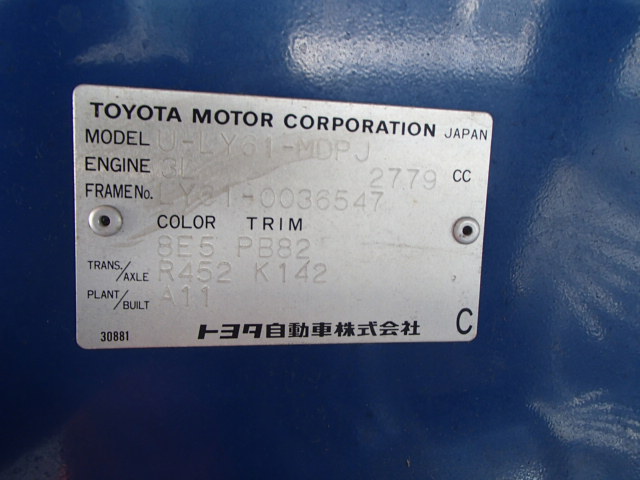 TOYOTA MOTOR CORPORATION JAPAN
MODEL U-LY61-MDPJ
ENGINE 3L 2779 CC
FRAME No. LY61-0036547
COLOR TRIM
8E5 PB82
TRANS./AXLE R452 K142
PLANT/BUILT A11
30881 トヨタ自動車株式会社 C